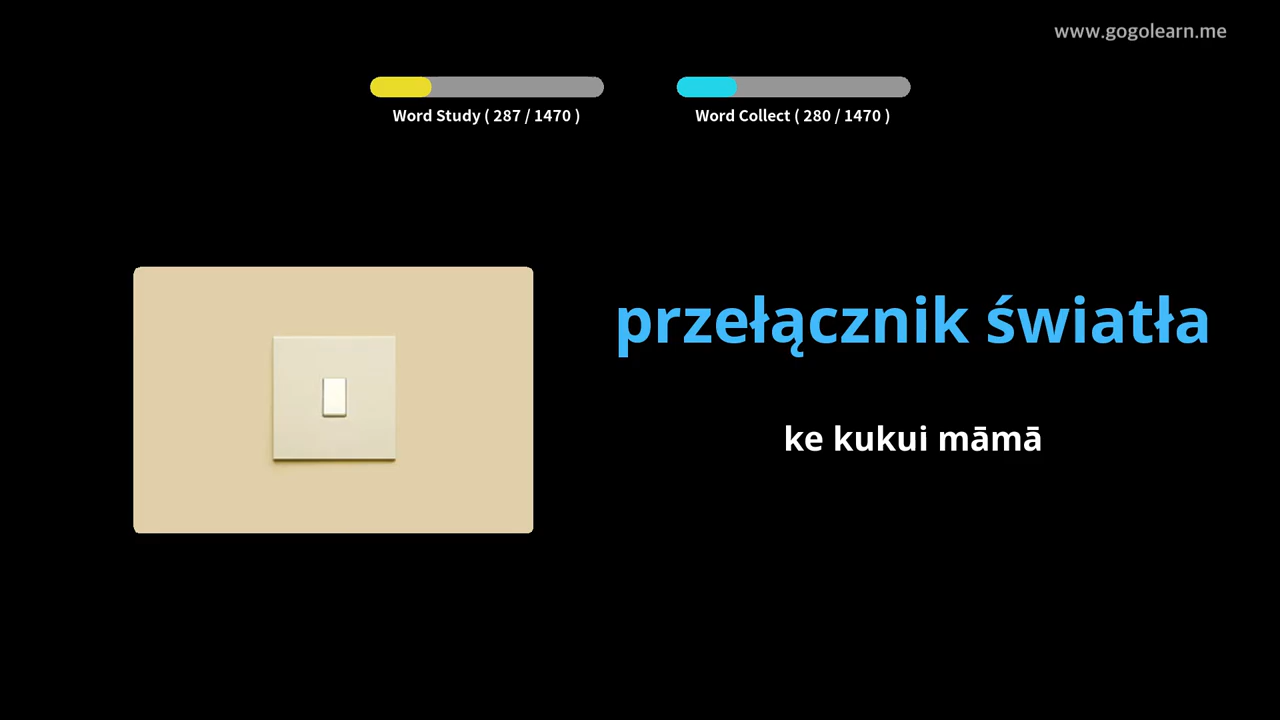 www.gogolearn.me
Word Study ( 287 / 1470 )
Word Collect ( 280 / 1470 )
przełącznik światła
ke kukui māmā